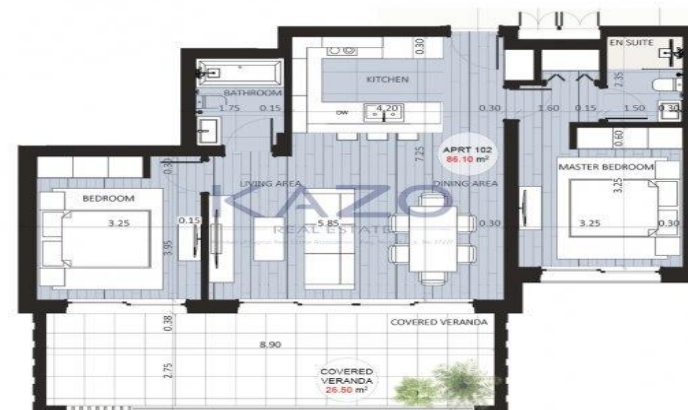 EN SUITE
0.30
2.35
KITCHEN
BATHROOM
1.75
0.15
DW
4.20
0.30
1.60
0.15
1.50
0.30
APRT 102
86.10 m²
7.25
0.60
MASTER BEDROOM
0.30
BEDROOM
LIVING AREA
DINING AREA
3.25
KAZO
REAL ESTATE
3.25
0.15
5.85
0.30
3.25
0.30
3.95
0.38
COVERED VERANDA
8.90
2.75
COVERED
VERANDA
26.50 m²